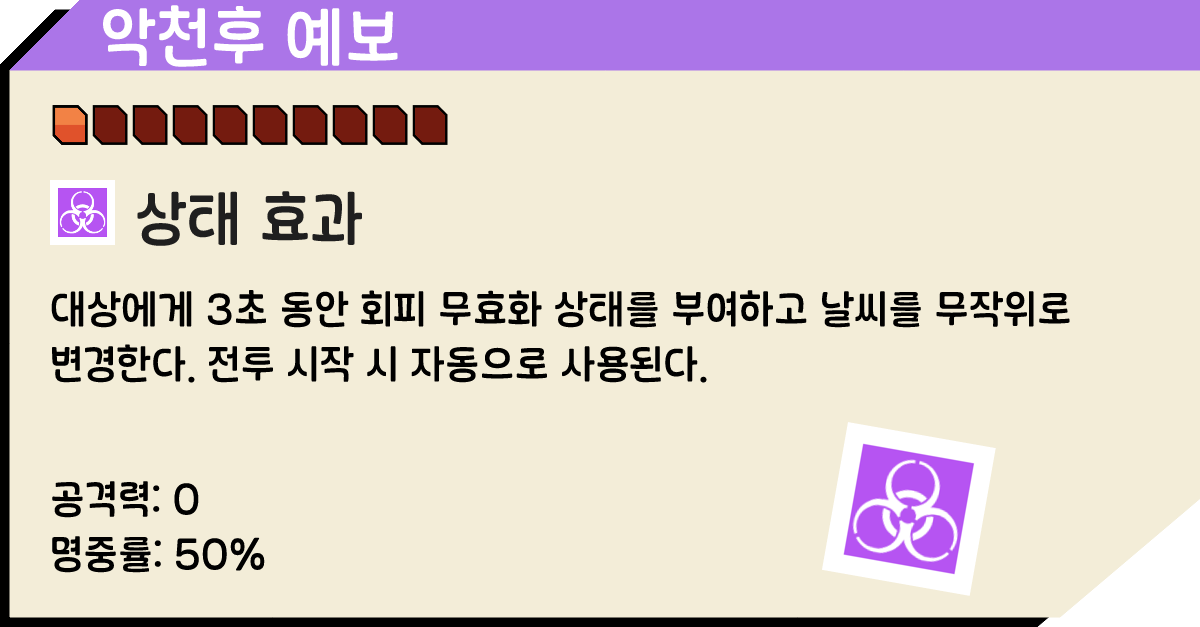 악천후 예보
상태 효과
대상에게 3초 동안 회피 무효화 상태를 부여하고 날씨를 무작위로
변경한다. 전투 시작 시 자동으로 사용된다.
공격력: 0
명중률: 50%